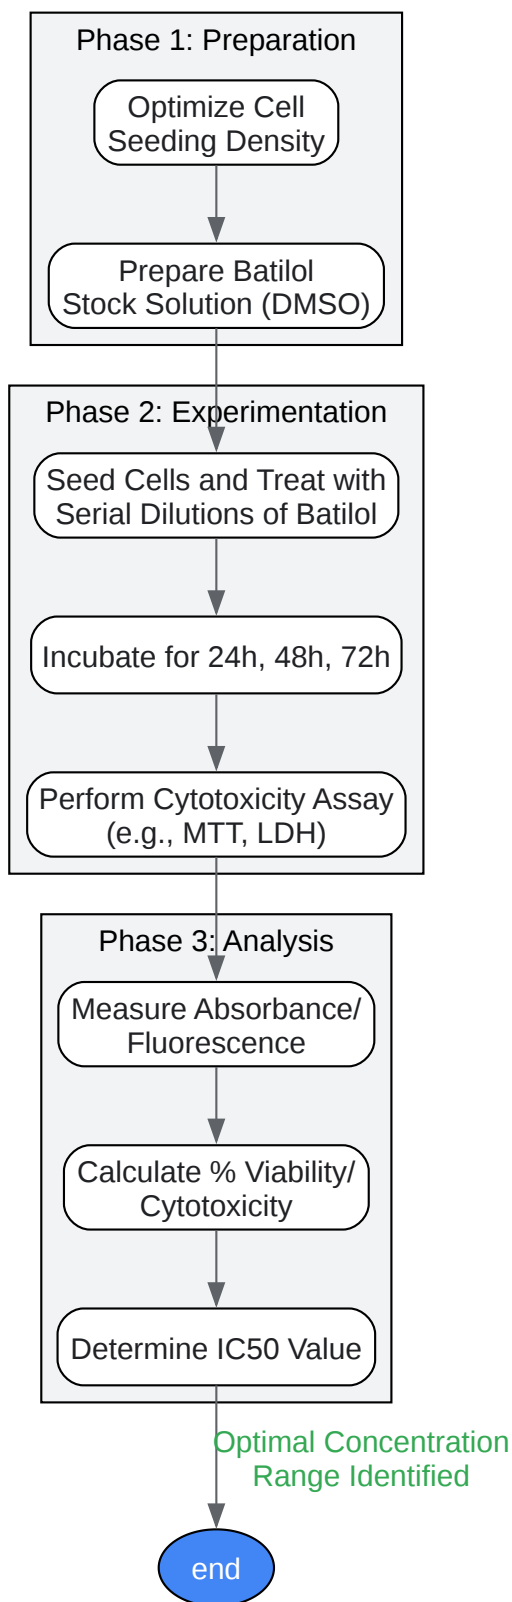 Phase 1: Preparation
Optimize Cell
Seeding Density
Prepare Batilol
Stock Solution (DMSO)
Phase 2: Experimentation
Seed Cells and Treat with
Serial Dilutions of Batilol
Incubate for 24h, 48h, 72h
Perform Cytotoxicity Assay
(e.g., MTT, LDH)
Phase 3: Analysis
Measure Absorbance/
Fluorescence
Calculate % Viability/
Cytotoxicity
Determine IC50 Value
Optimal Concentration
Range Identified
end